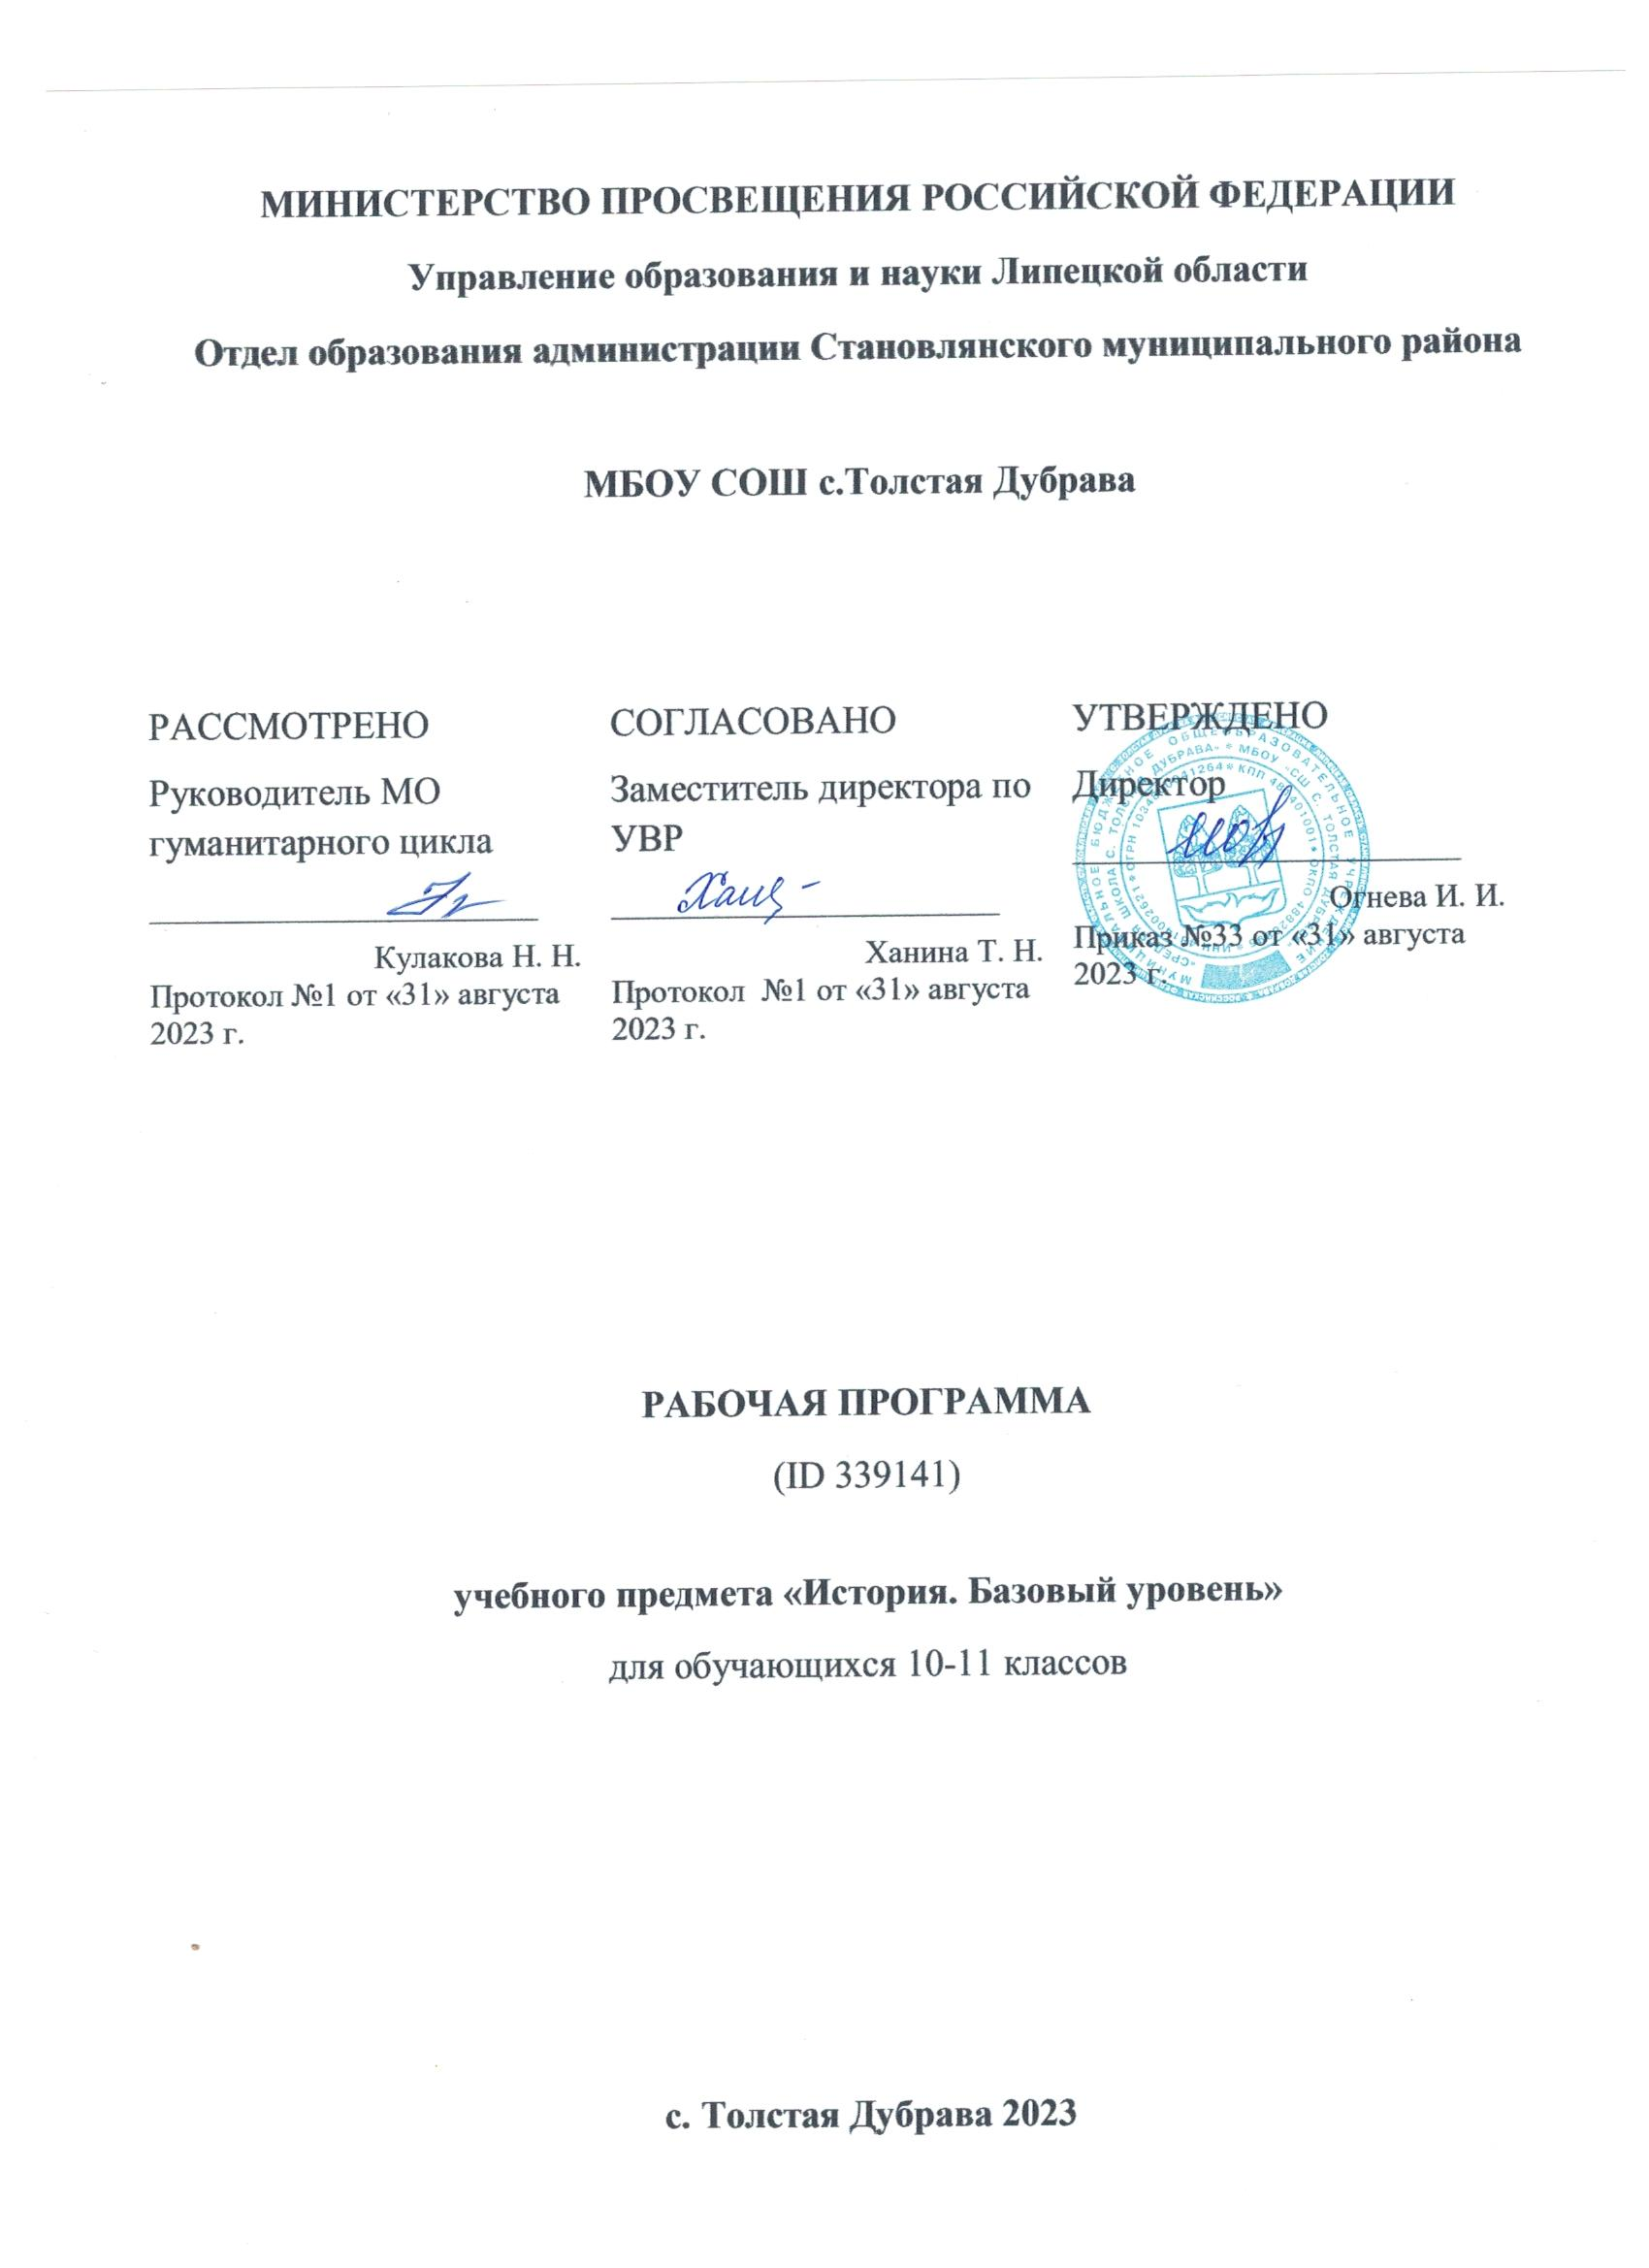 МИНИСТЕРСТВО ПРОСВЕЩЕНИЯ РОССИЙСКОЙ ФЕДЕРАЦИИ
Управление образования и науки Липецкой области
Отдел образования администрации Становлянского муниципального района
МБОУ СОШ с.Толстая Дубрава
РАССМОТРЕНО
Руководитель МО
гуманитарного цикла
Кулакова Н. Н.
Протокол №1 от «31» августа
2023 г.
СОГЛАСОВАНО
Заместитель директора по
УВР
Ханина Т. Н.
Протокол №1 от «31» августа
2023 г.
УТВЕРЖДЕНО
Директор
Огнева И. И.
Приказ №33 от «31» августа
2023 г.
РАБОЧАЯ ПРОГРАММА
(ID 339141)
учебного предмета «История. Базовый уровень»
для обучающихся 10-11 классов
с. Толстая Дубрава 2023